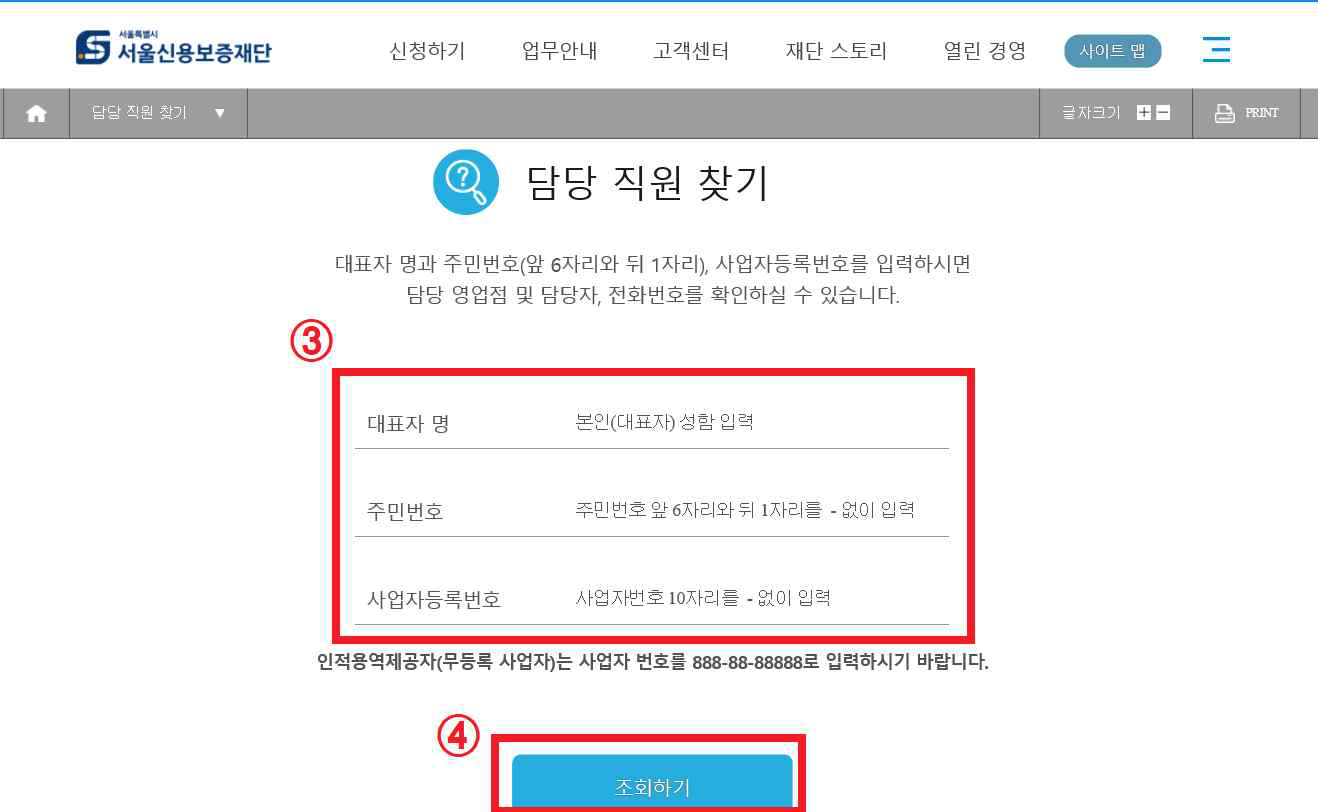 서울특별시
서울신용보증재단
신청하기 업무안내 고객센터 재단 스토리 열린 경영 사이트 맵
담당 직원 찾기 ▼ 글자크기 + - PRINT
담당 직원 찾기
대표자 명과 주민번호(앞 6자리와 뒤 1자리), 사업자등록번호를 입력하시면
담당 영업점 및 담당자, 전화번호를 확인하실 수 있습니다.
③
대표자 명 본인(대표자) 성함 입력
주민번호 주민번호 앞 6자리와 뒤 1자리를 - 없이 입력
사업자등록번호 사업자번호 10자리를 - 없이 입력
인적용역제공자(무등록 사업자)는 사업자 번호를 888-88-88888로 입력하시기 바랍니다.
④
조회하기